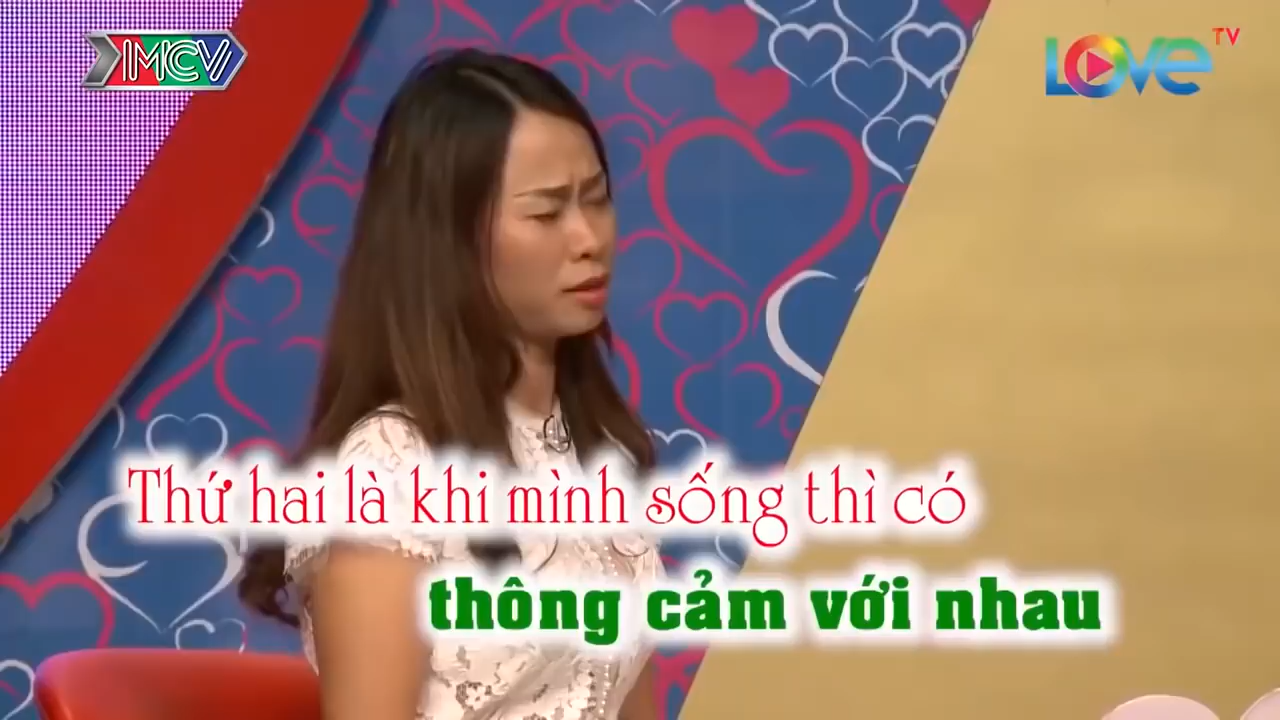 MCV
LOVE TV
Thứ hai là khi mình sống thì có
thông cảm với nhau